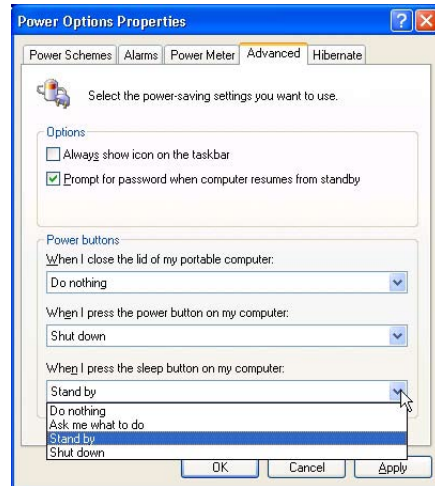 Power Options Properties
Power Schemes Alarms Power Meter Advanced Hibernate
Select the power-saving settings you want to use.
Options
Always show icon on the taskbar
Prompt for password when computer resumes from standby
Power buttons
When I close the lid of my portable computer:
Do nothing
When I press the power button on my computer:
Shut down
When I press the sleep button on my computer:
Stand by
Do nothing
Ask me what to do
Stand by
Shut down
OK Cancel Apply